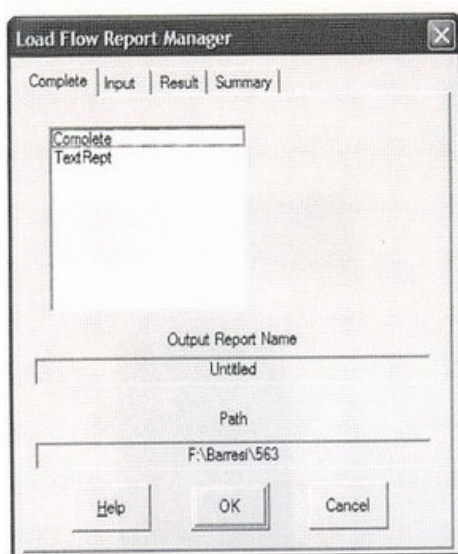 Load Flow Report Manager
Complete Input Result Summary
Complete
TextRept
Output Report Name
Untitled
Path
F:\Barresi\563
Help OK Cancel